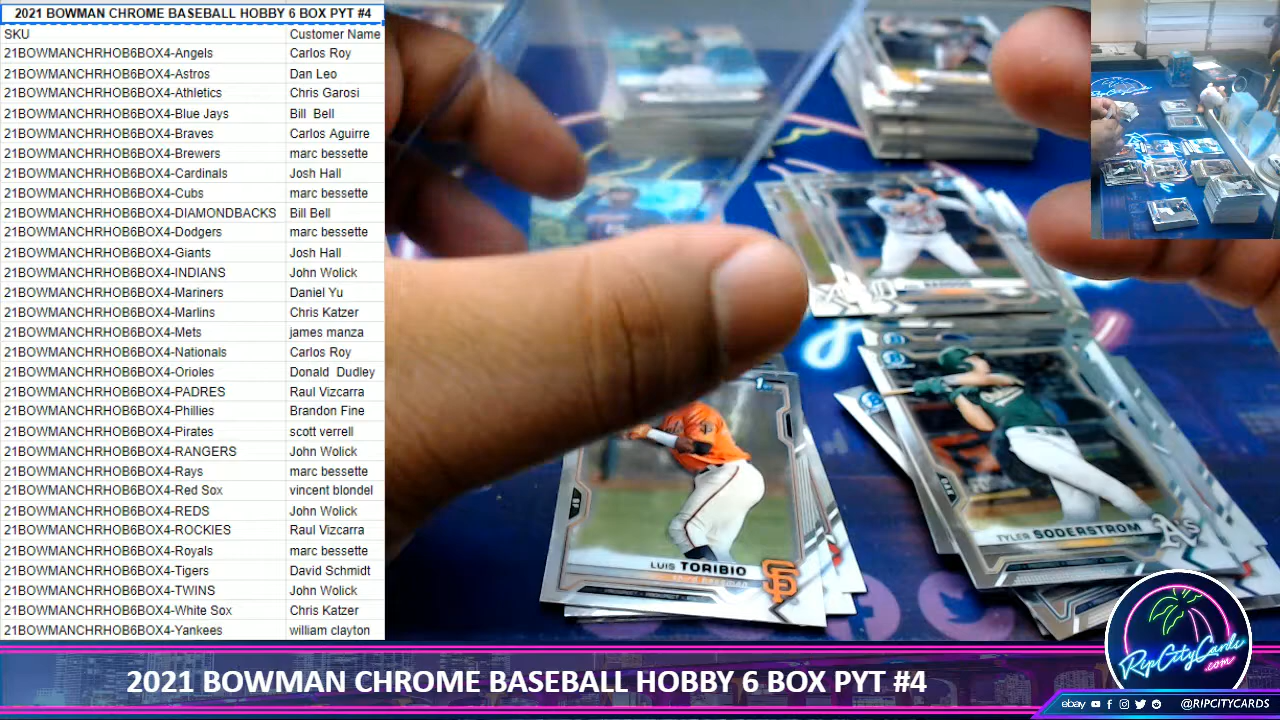 2021 BOWMAN CHROME BASEBALL HOBBY 6 BOX PYT #4
SKU Customer Name
21BOWMANCHRHOB6BOX4-Angels Carlos Roy
21BOWMANCHRHOB6BOX4-Astros Dan Leo
21BOWMANCHRHOB6BOX4-Athletics Chris Garosi
21BOWMANCHRHOB6BOX4-Blue Jays Bill Bell
21BOWMANCHRHOB6BOX4-Braves Carlos Aguirre
21BOWMANCHRHOB6BOX4-Brewers marc bessette
21BOWMANCHRHOB6BOX4-Cardinals Josh Hall
21BOWMANCHRHOB6BOX4-Cubs marc bessette
21BOWMANCHRHOB6BOX4-DIAMONDBACKS Bill Bell
21BOWMANCHRHOB6BOX4-Dodgers marc bessette
21BOWMANCHRHOB6BOX4-Giants Josh Hall
21BOWMANCHRHOB6BOX4-INDIANS John Wolick
21BOWMANCHRHOB6BOX4-Mariners Daniel Yu
21BOWMANCHRHOB6BOX4-Marlins Chris Katzer
21BOWMANCHRHOB6BOX4-Mets james manza
21BOWMANCHRHOB6BOX4-Nationals Carlos Roy
21BOWMANCHRHOB6BOX4-Orioles Donald Dudley
21BOWMANCHRHOB6BOX4-PADRES Raul Vizcarra
21BOWMANCHRHOB6BOX4-Phillies Brandon Fine
21BOWMANCHRHOB6BOX4-Pirates scott verrell
21BOWMANCHRHOB6BOX4-RANGERS John Wolick
21BOWMANCHRHOB6BOX4-Rays marc bessette
21BOWMANCHRHOB6BOX4-Red Sox vincent blondel
21BOWMANCHRHOB6BOX4-REDS John Wolick
21BOWMANCHRHOB6BOX4-ROCKIES Raul Vizcarra
21BOWMANCHRHOB6BOX4-Royals marc bessette
21BOWMANCHRHOB6BOX4-Tigers David Schmidt
21BOWMANCHRHOB6BOX4-TWINS John Wolick
21BOWMANCHRHOB6BOX4-White Sox Chris Katzer
21BOWMANCHRHOB6BOX4-Yankees william clayton
TYLER SODERSTROM
A's
LUIS TORIBIO
SF
RipCityCards
.com
2021 BOWMAN CHROME BASEBALL HOBBY 6 BOX PYT #4
ebay @RIPCITYCARDS